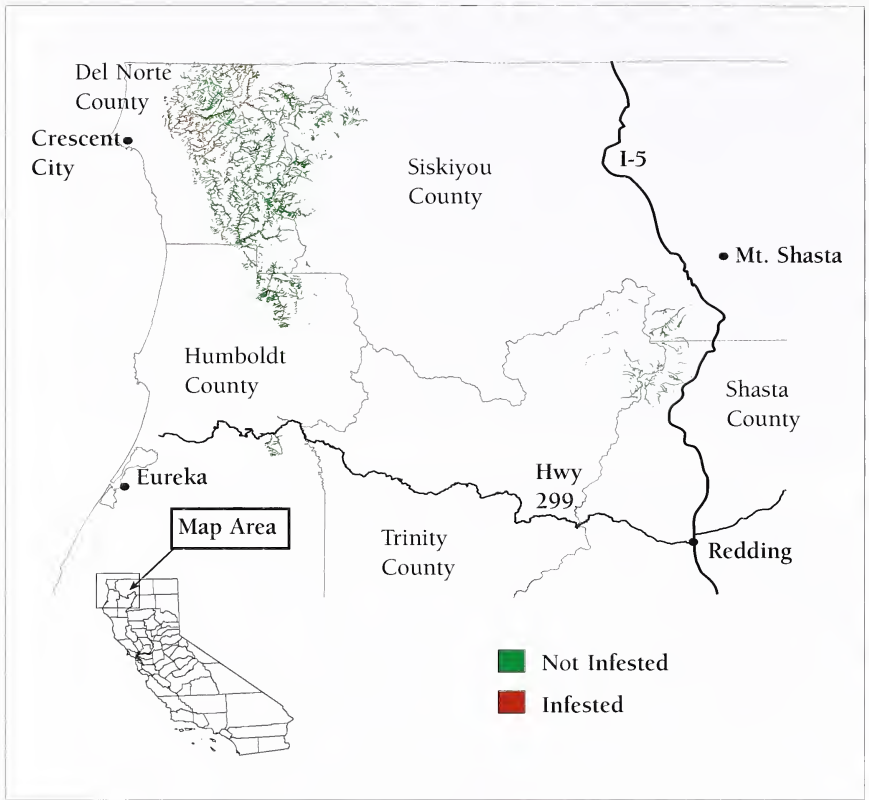 Del Norte
County
Crescent
City
Siskiyou
County
I-5
Mt. Shasta
Humboldt
County
Shasta
County
Hwy
299
Eureka
Map Area
Trinity
County
Redding
Not Infested
Infested